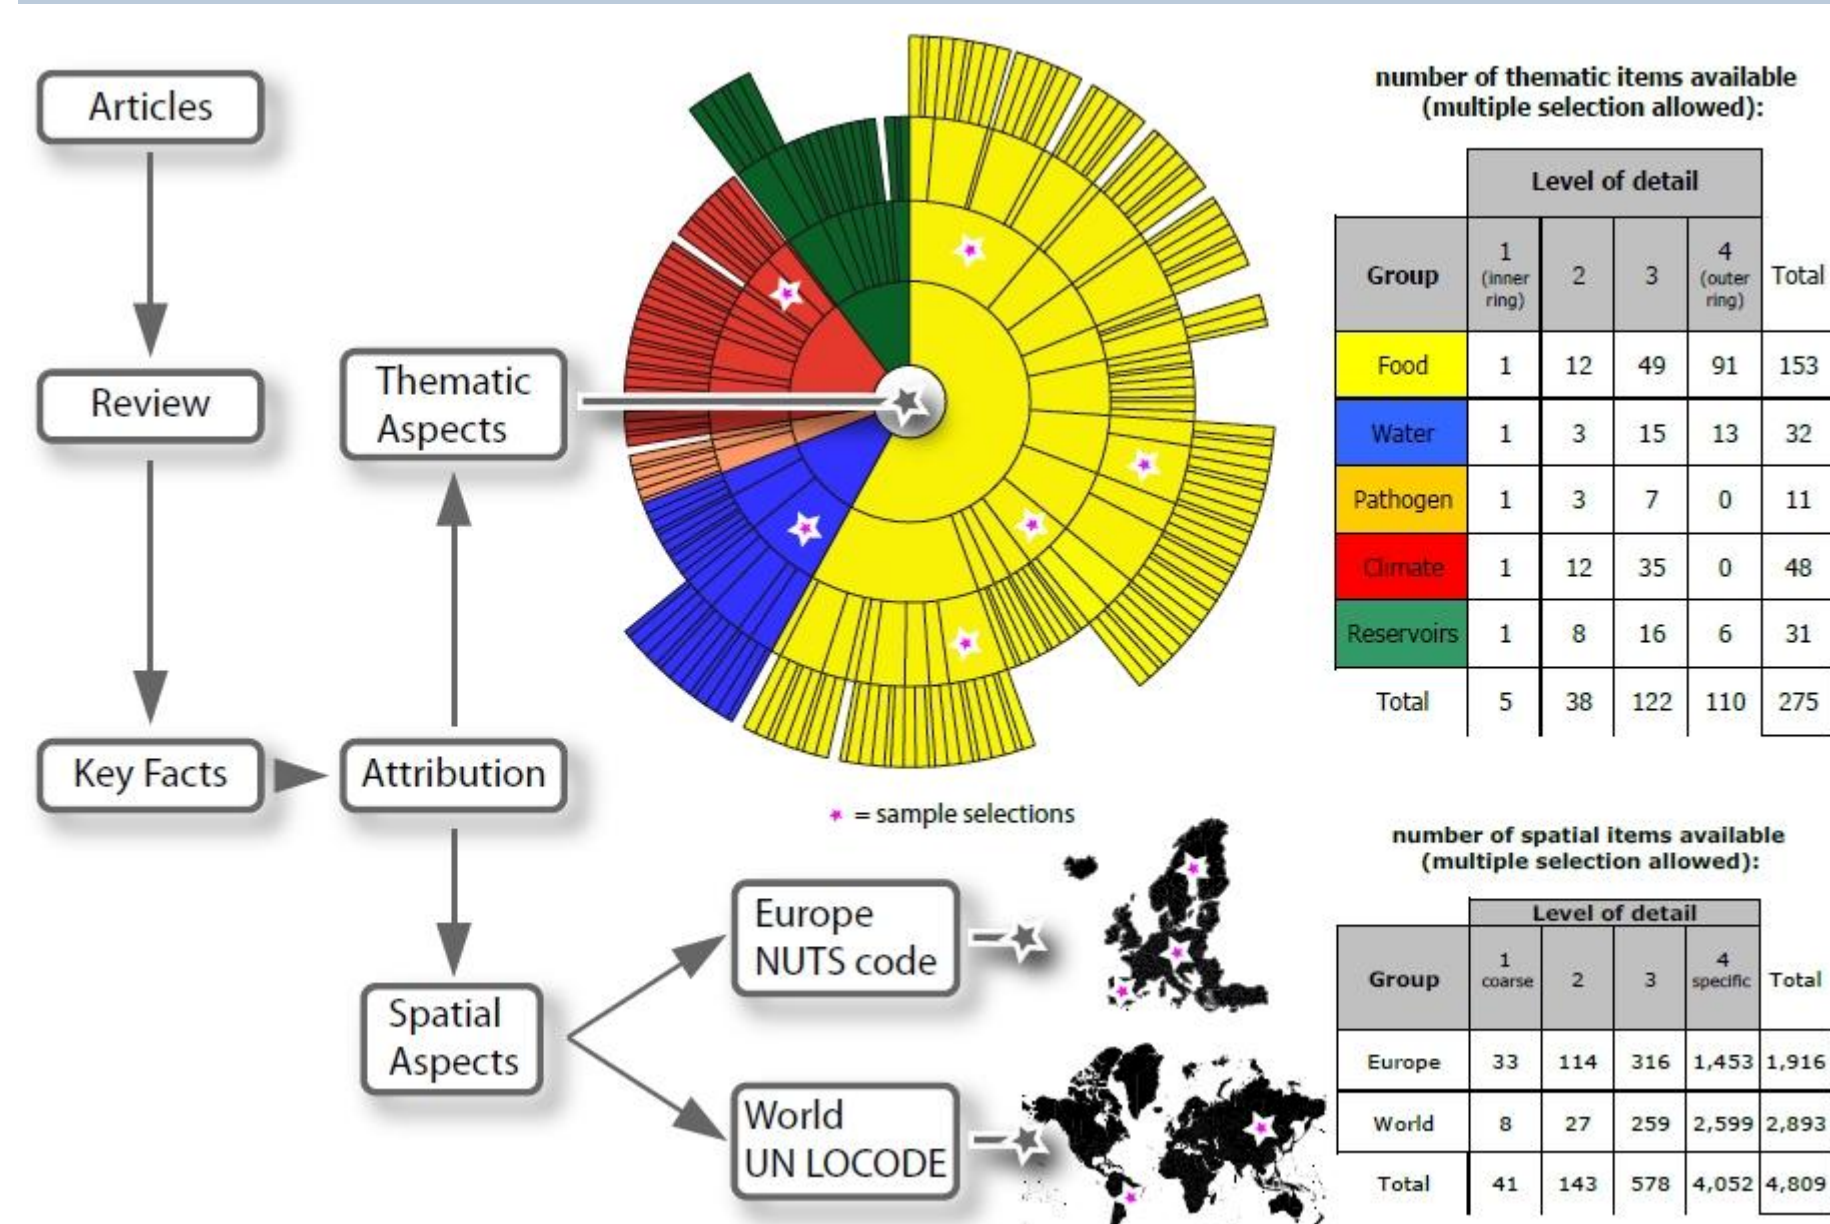 Articles
Review
Key Facts
Attribution
Thematic
Aspects
Spatial
Aspects
Europe
NUTS code
World
UN LOCODE
= sample selections
number of thematic items available
(multiple selection allowed):
Level of detail
Group 1 (inner ring) 2 3 4 (outer ring) Total
Food 1 12 49 91 153
Water 1 3 15 13 32
Pathogen 1 3 7 0 11
Climate 1 12 35 0 48
Reservoirs 1 8 16 6 31
Total 5 38 122 110 275
number of spatial items available
(multiple selection allowed):
Level of detail
Group 1 coarse 2 3 4 specific Total
Europe 33 114 316 1,453 1,916
World 8 27 259 2,599 2,893
Total 41 143 578 4,052 4,809